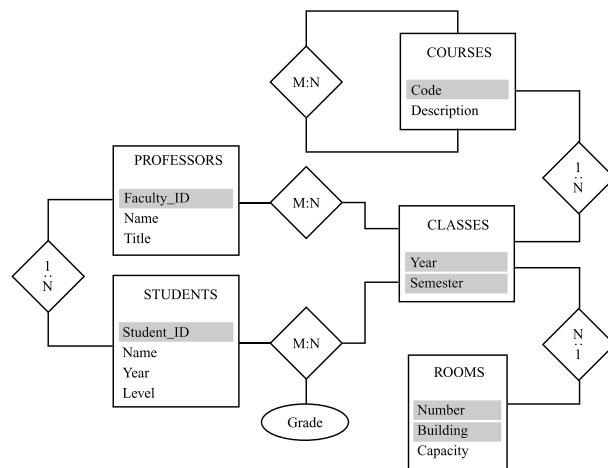 COURSES
Code
Description
M:N
PROFESSORS
Faculty_ID
Name
Title
M:N
1
:
N
CLASSES
Year
Semester
1
:
N
STUDENTS
Student_ID
Name
Year
Level
M:N
Grade
N
:
1
ROOMS
Number
Building
Capacity